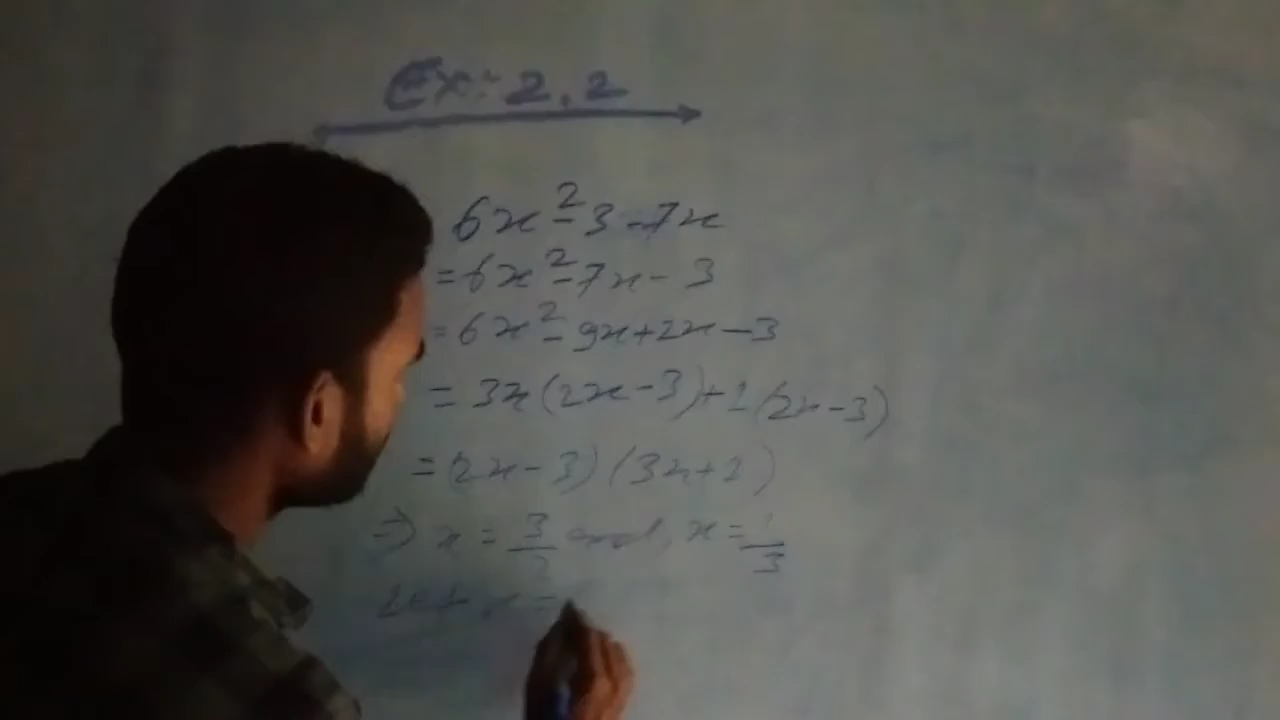 Ex: 2.2
6x²-3-7x
=6x²-7x-3
=6x²-9x+2x-3
=3x(2x-3)+1(2x-3)
=(2x-3)(3x+1)
⇒ x=3/2 and, x=1/3
Let x=